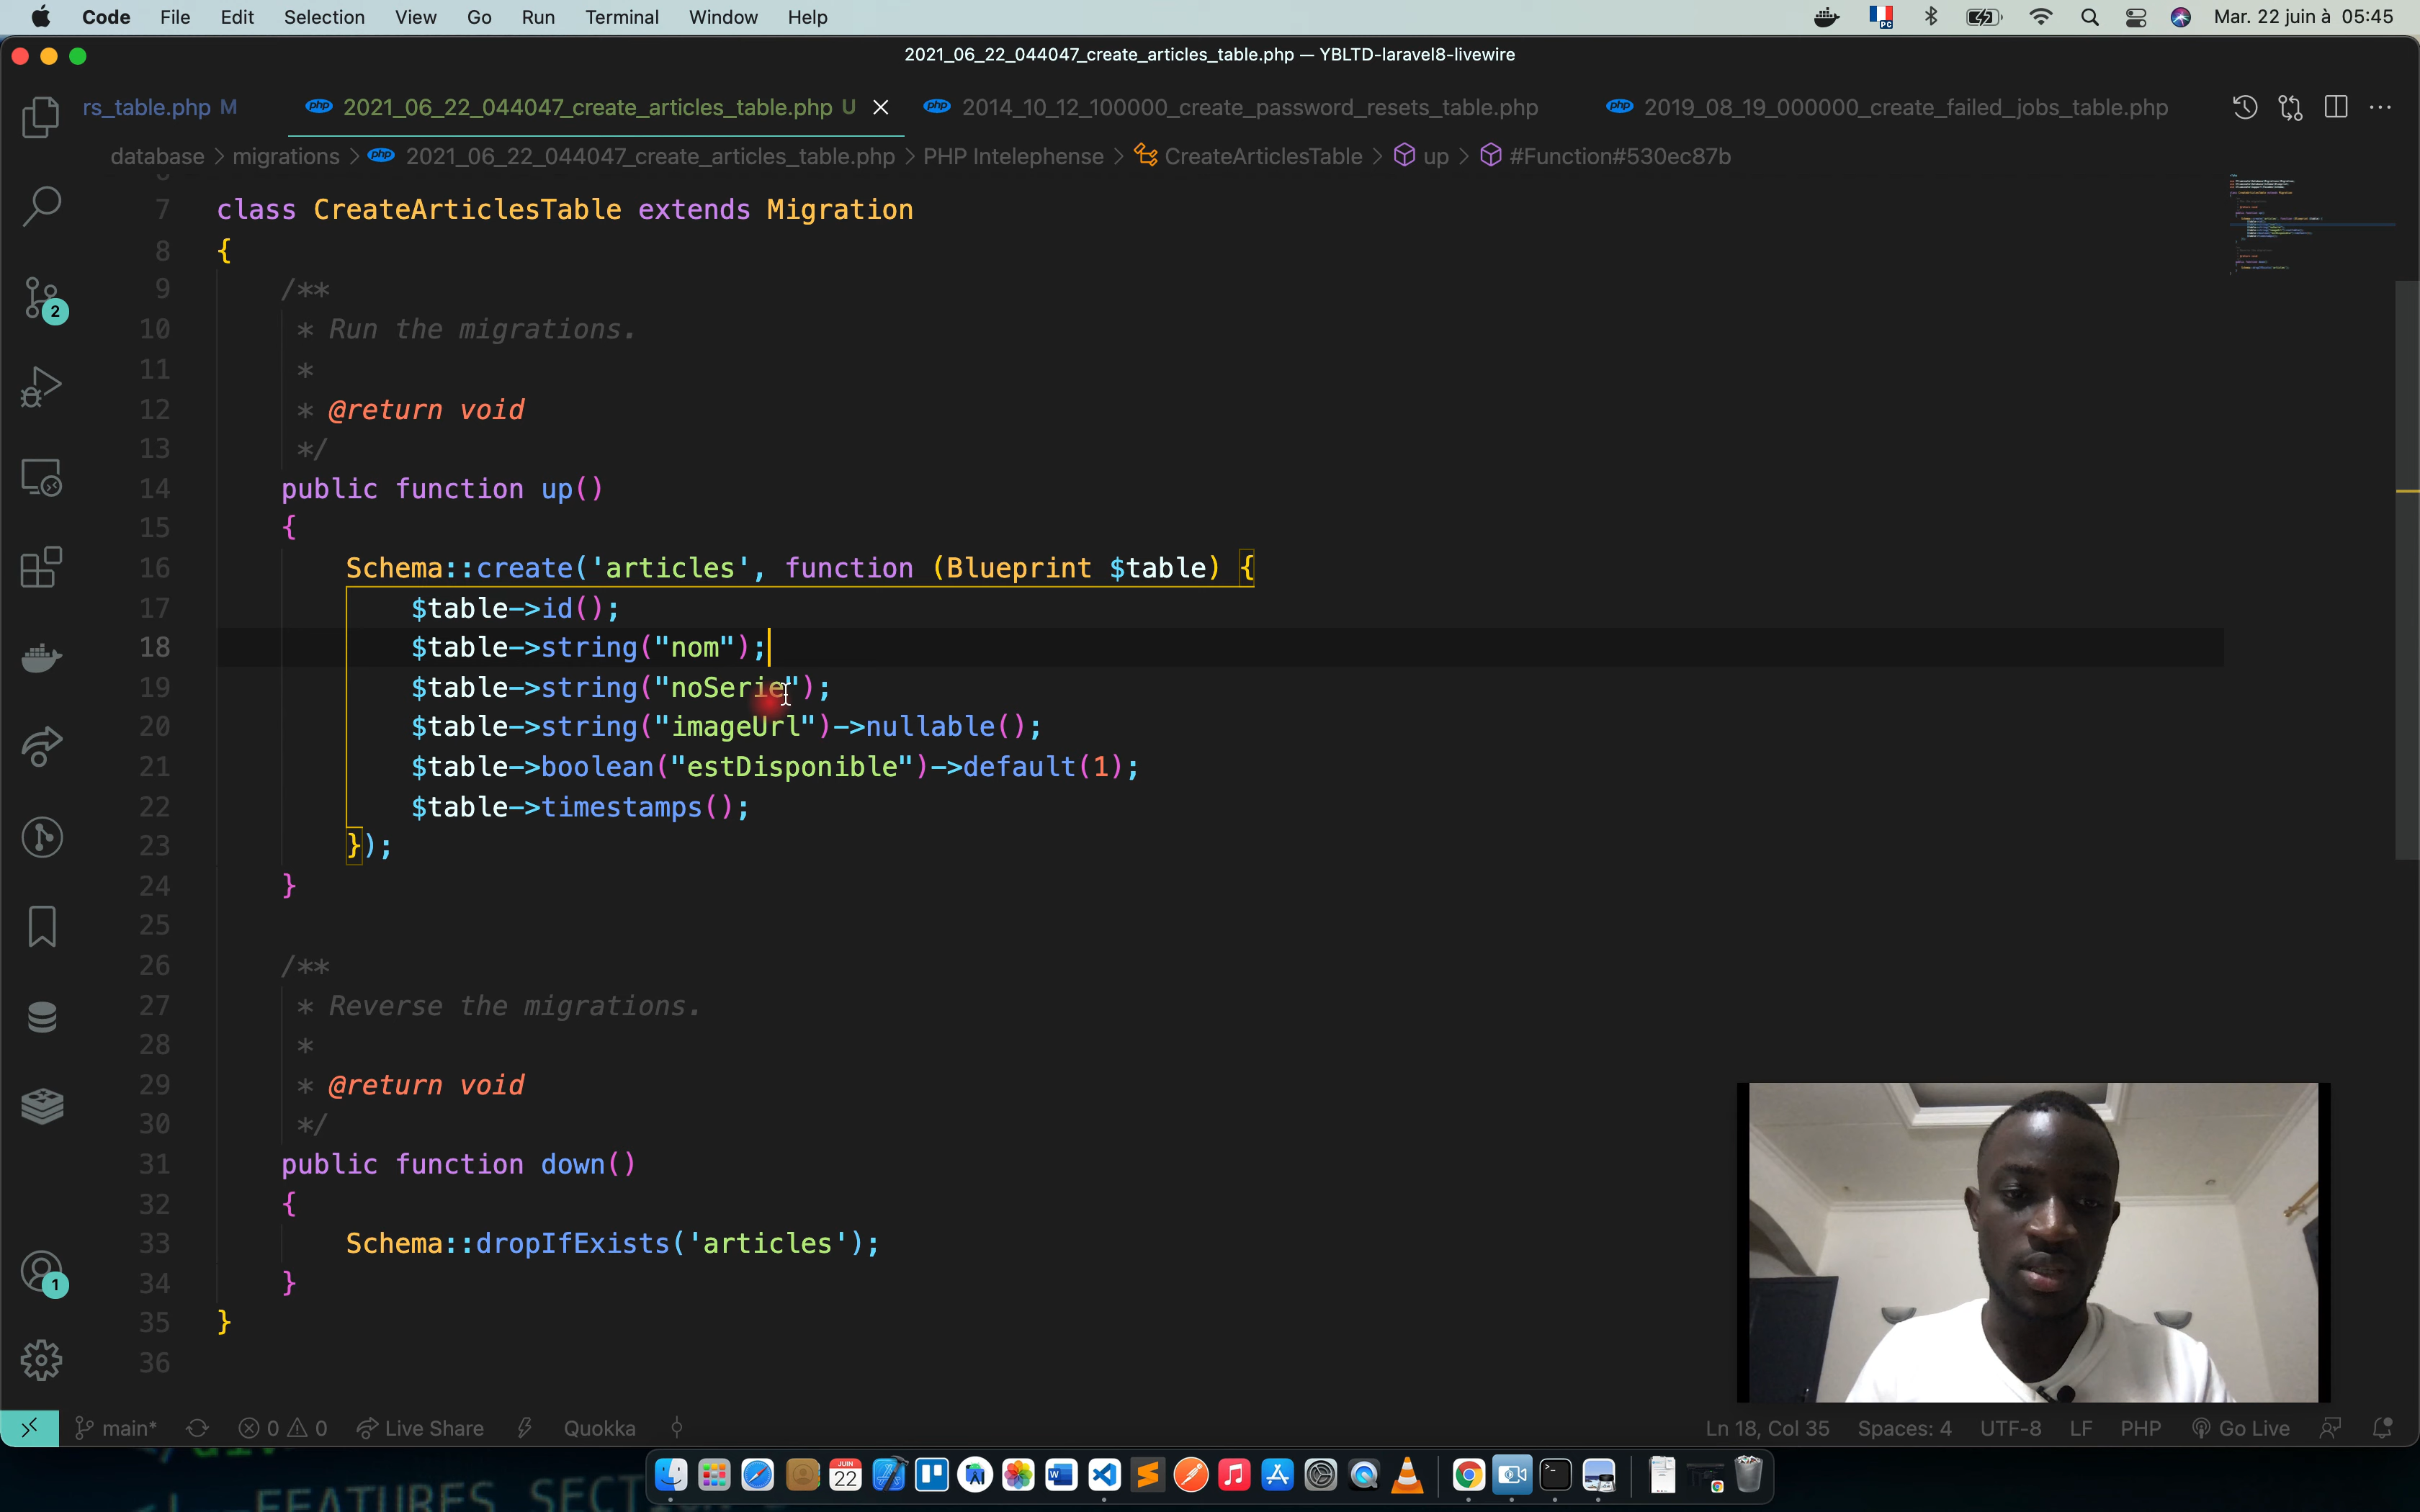 Code File Edit Selection View Go Run Terminal Window Help Mar. 22 juin à 05:45
2021_06_22_044047_create_articles_table.php — YBLTD-laravel8-livewire
rs_table.php M 2021_06_22_044047_create_articles_table.php U 2014_10_12_100000_create_password_resets_table.php 2019_08_19_000000_create_failed_jobs_table.php
database > migrations > 2021_06_22_044047_create_articles_table.php > PHP Intelephense > CreateArticlesTable > up > #Function#530ec87b
7 class CreateArticlesTable extends Migration
8 {
9 /**
10 * Run the migrations.
11 *
12 * @return void
13 */
14 public function up()
15 {
16 Schema::create('articles', function (Blueprint $table) {
17 $table->id();
18 $table->string("nom");
19 $table->string("noSerie");
20 $table->string("imageUrl")->nullable();
21 $table->boolean("estDisponible")->default(1);
22 $table->timestamps();
23 });
24 }
25
26 /**
27 * Reverse the migrations.
28 *
29 * @return void
30 */
31 public function down()
32 {
33 Schema::dropIfExists('articles');
34 }
35 }
36
2
1
main* 0 0 Live Share Quokka Ln 18, Col 35 Spaces: 4 UTF-8 LF PHP Go Live
JUIN
22
FEATURES SECTION